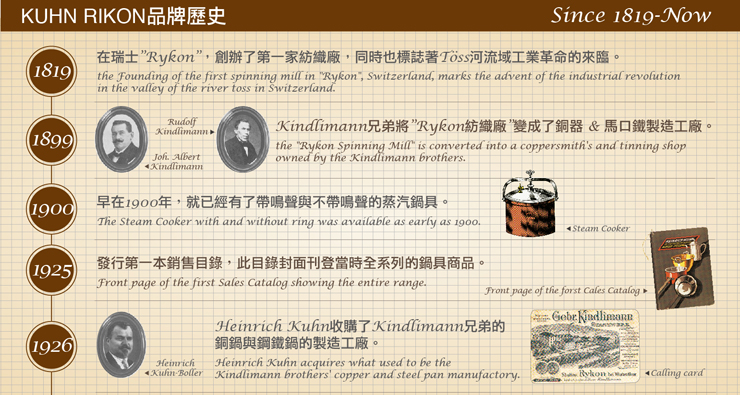 KUHN RIKON品牌歷史
Since 1819-Now
1819
在瑞士"Rykon"，創辦了第一家紡織廠，同時也標誌著Töss河流域工業革命的來臨。
the Founding of the first spinning mill in "Rykon", Switzerland, marks the advent of the industrial revolution
in the valley of the river toss in Switzerland.
1899
Rudolf
Kindlimann
Joh. Albert
Kindlimann
Kindlimann兄弟將"Rykon紡織廠"變成了銅器 & 馬口鐵製造工廠。
the "Rykon Spinning Mill" is converted into a coppersmith's and tinning shop
owned by the Kindlimann brothers.
1900
早在1900年，就已經有了帶鳴聲與不帶鳴聲的蒸汽鍋具。
The Steam Cooker with and without ring was available as early as 1900.
Steam Cooker
1925
發行第一本銷售目錄，此目錄封面刊登當時全系列的鍋具商品。
Front page of the first Sales Catalog showing the entire range.
Front page of the forst Cales Catalog
1926
Heinrich
Kuhn-Boller
Heinrich Kuhn收購了Kindlimann兄弟的
銅鍋與鋼鐵鍋的製造工廠。
Heinrich Kuhn acquires what used to be the
Kindlimann brothers' copper and steel pan manufactory.
Gebr. Kindlimann
Rykon
Calling card